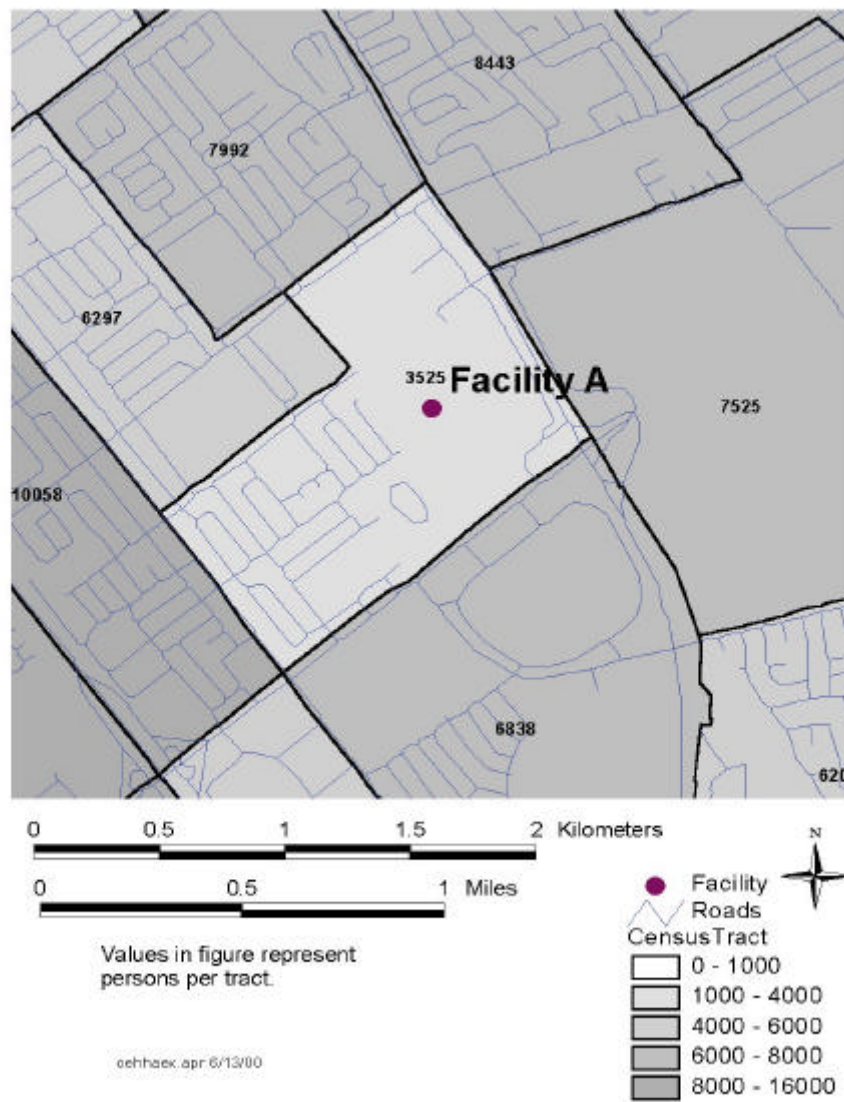 8443
7992
6297
3525 Facility A
7525
10058
6838
620
0 0.5 1 1.5 2 Kilometers
0 0.5 1 Miles
N
Facility
Roads
CensusTract
0 - 1000
1000 - 4000
4000 - 6000
6000 - 8000
8000 - 16000
Values in figure represent
persons per tract.
oehhaex.apr 6/13/00